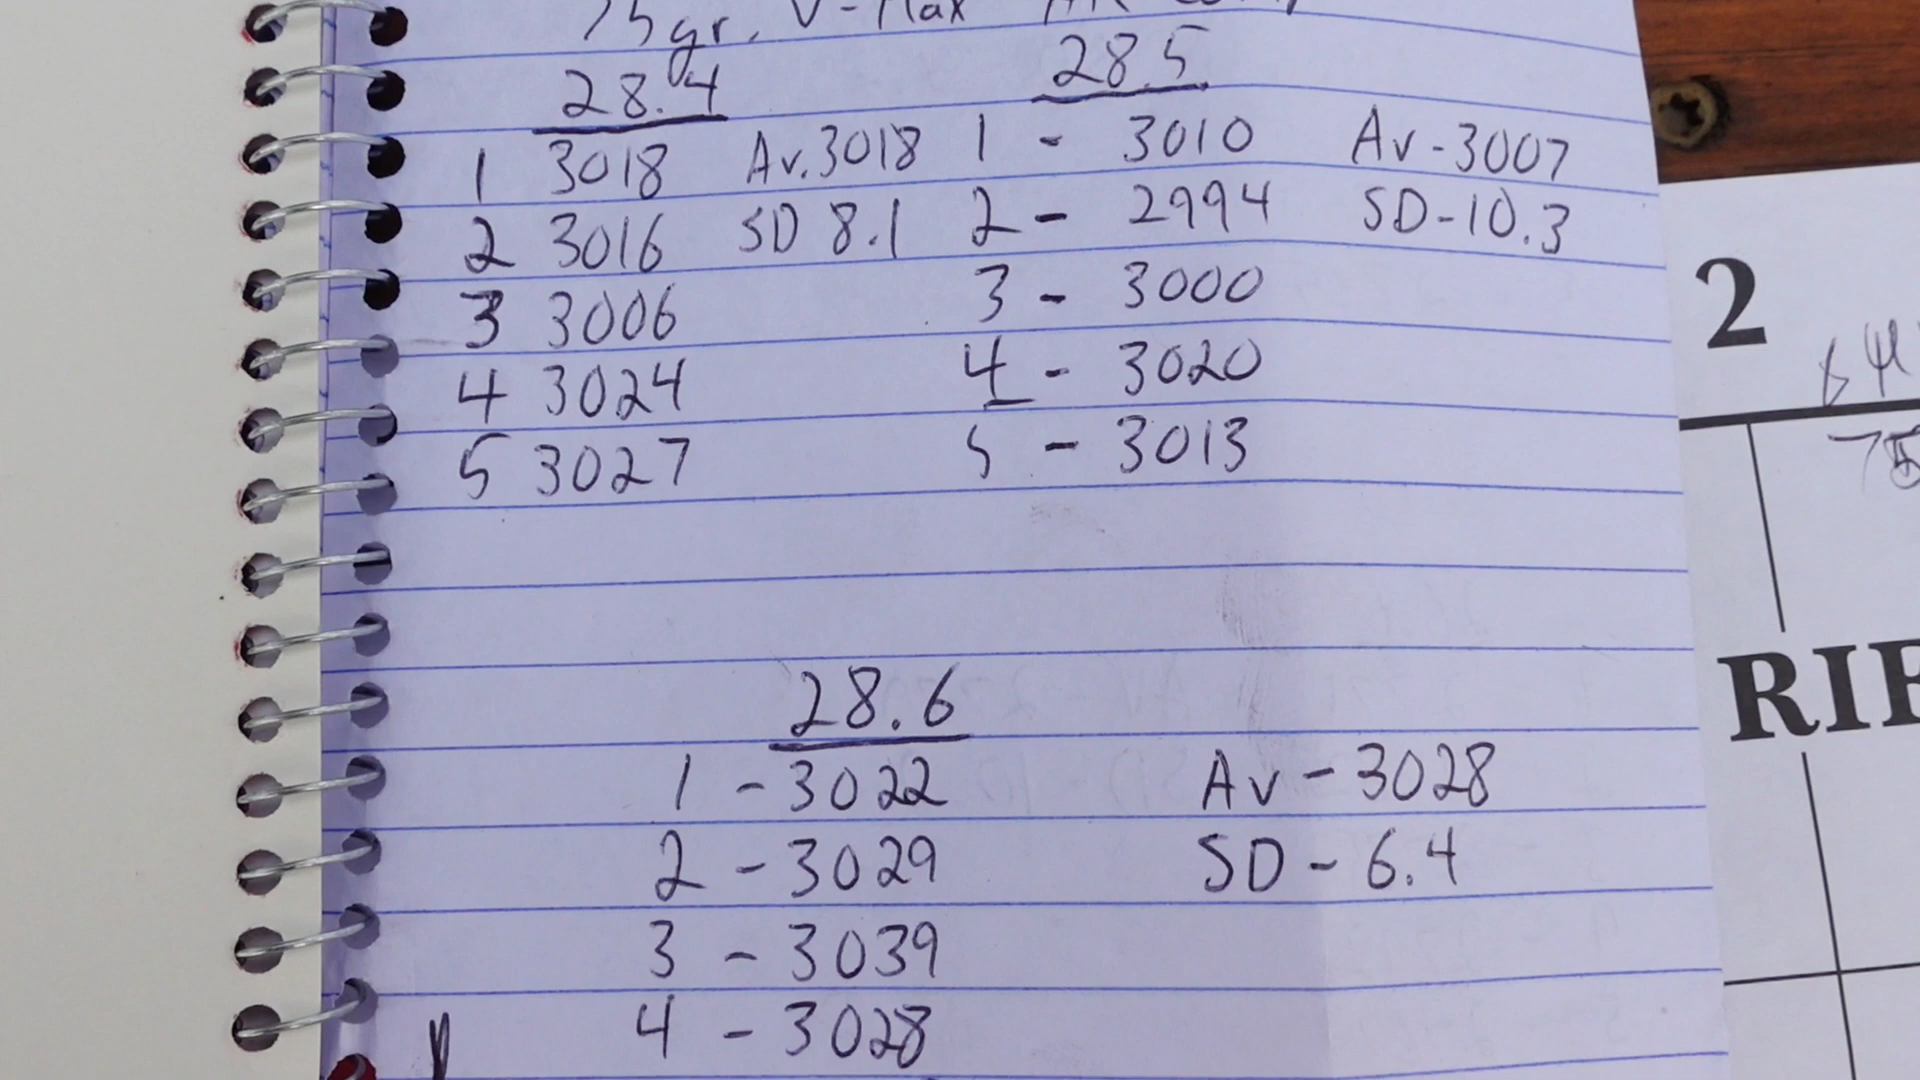 75gr. V-Max
28.4
1 3018 Av. 3018
2 3016 SD 8.1
3 3006
4 3024
5 3027
28.5
1 - 3010 Av - 3007
2 - 2994 SD - 10.3
3 - 3000
4 - 3020
5 - 3013
28.6
1 - 3022 Av - 3028
2 - 3029 SD - 6.4
3 - 3039
4 - 3028
2